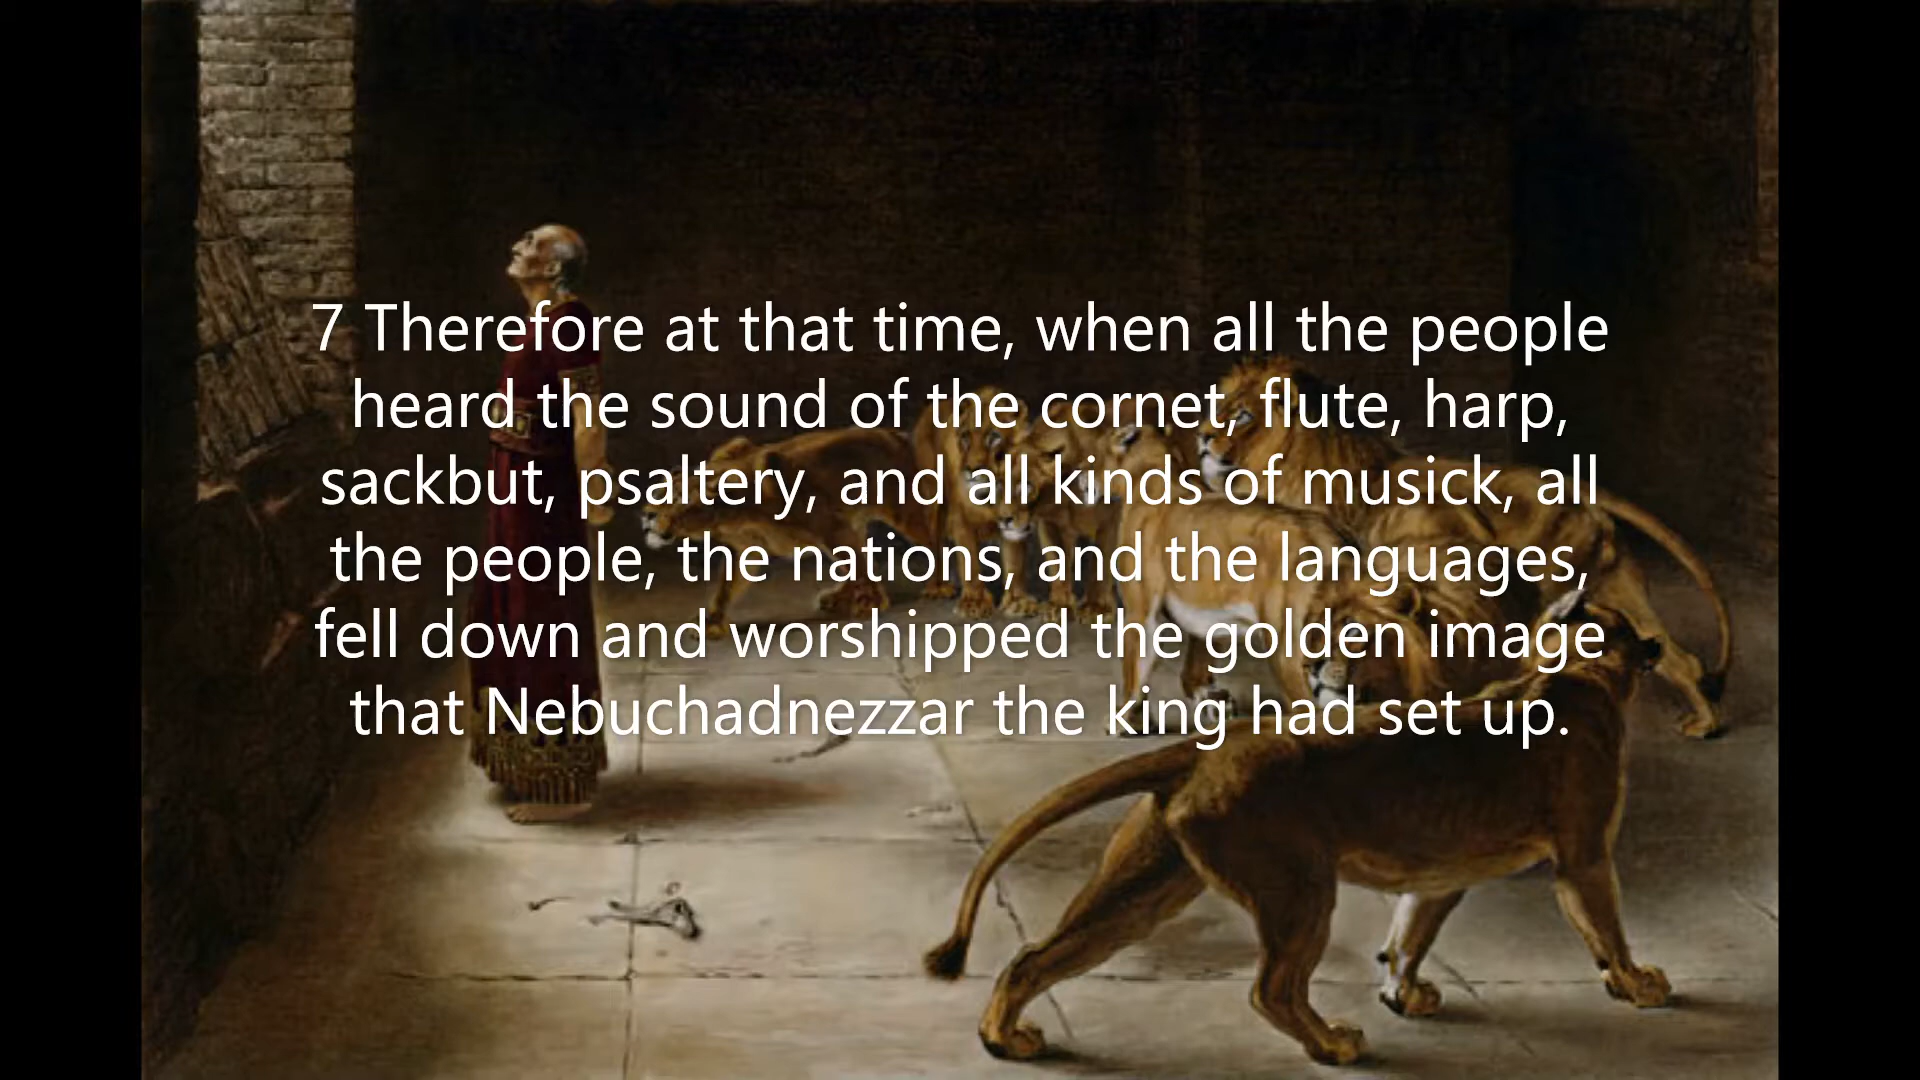 7 Therefore at that time, when all the people
heard the sound of the cornet, flute, harp,
sackbut, psaltery, and all kinds of musick, all
the people, the nations, and the languages,
fell down and worshipped the golden image
that Nebuchadnezzar the king had set up.